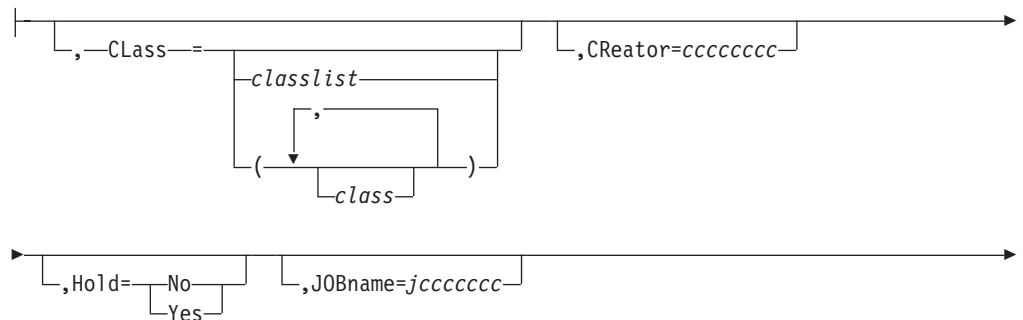 , CLass = ,CReator=cccccccc
classlist
,
( )
class
,Hold= No ,JOBname=jccccccc
Yes